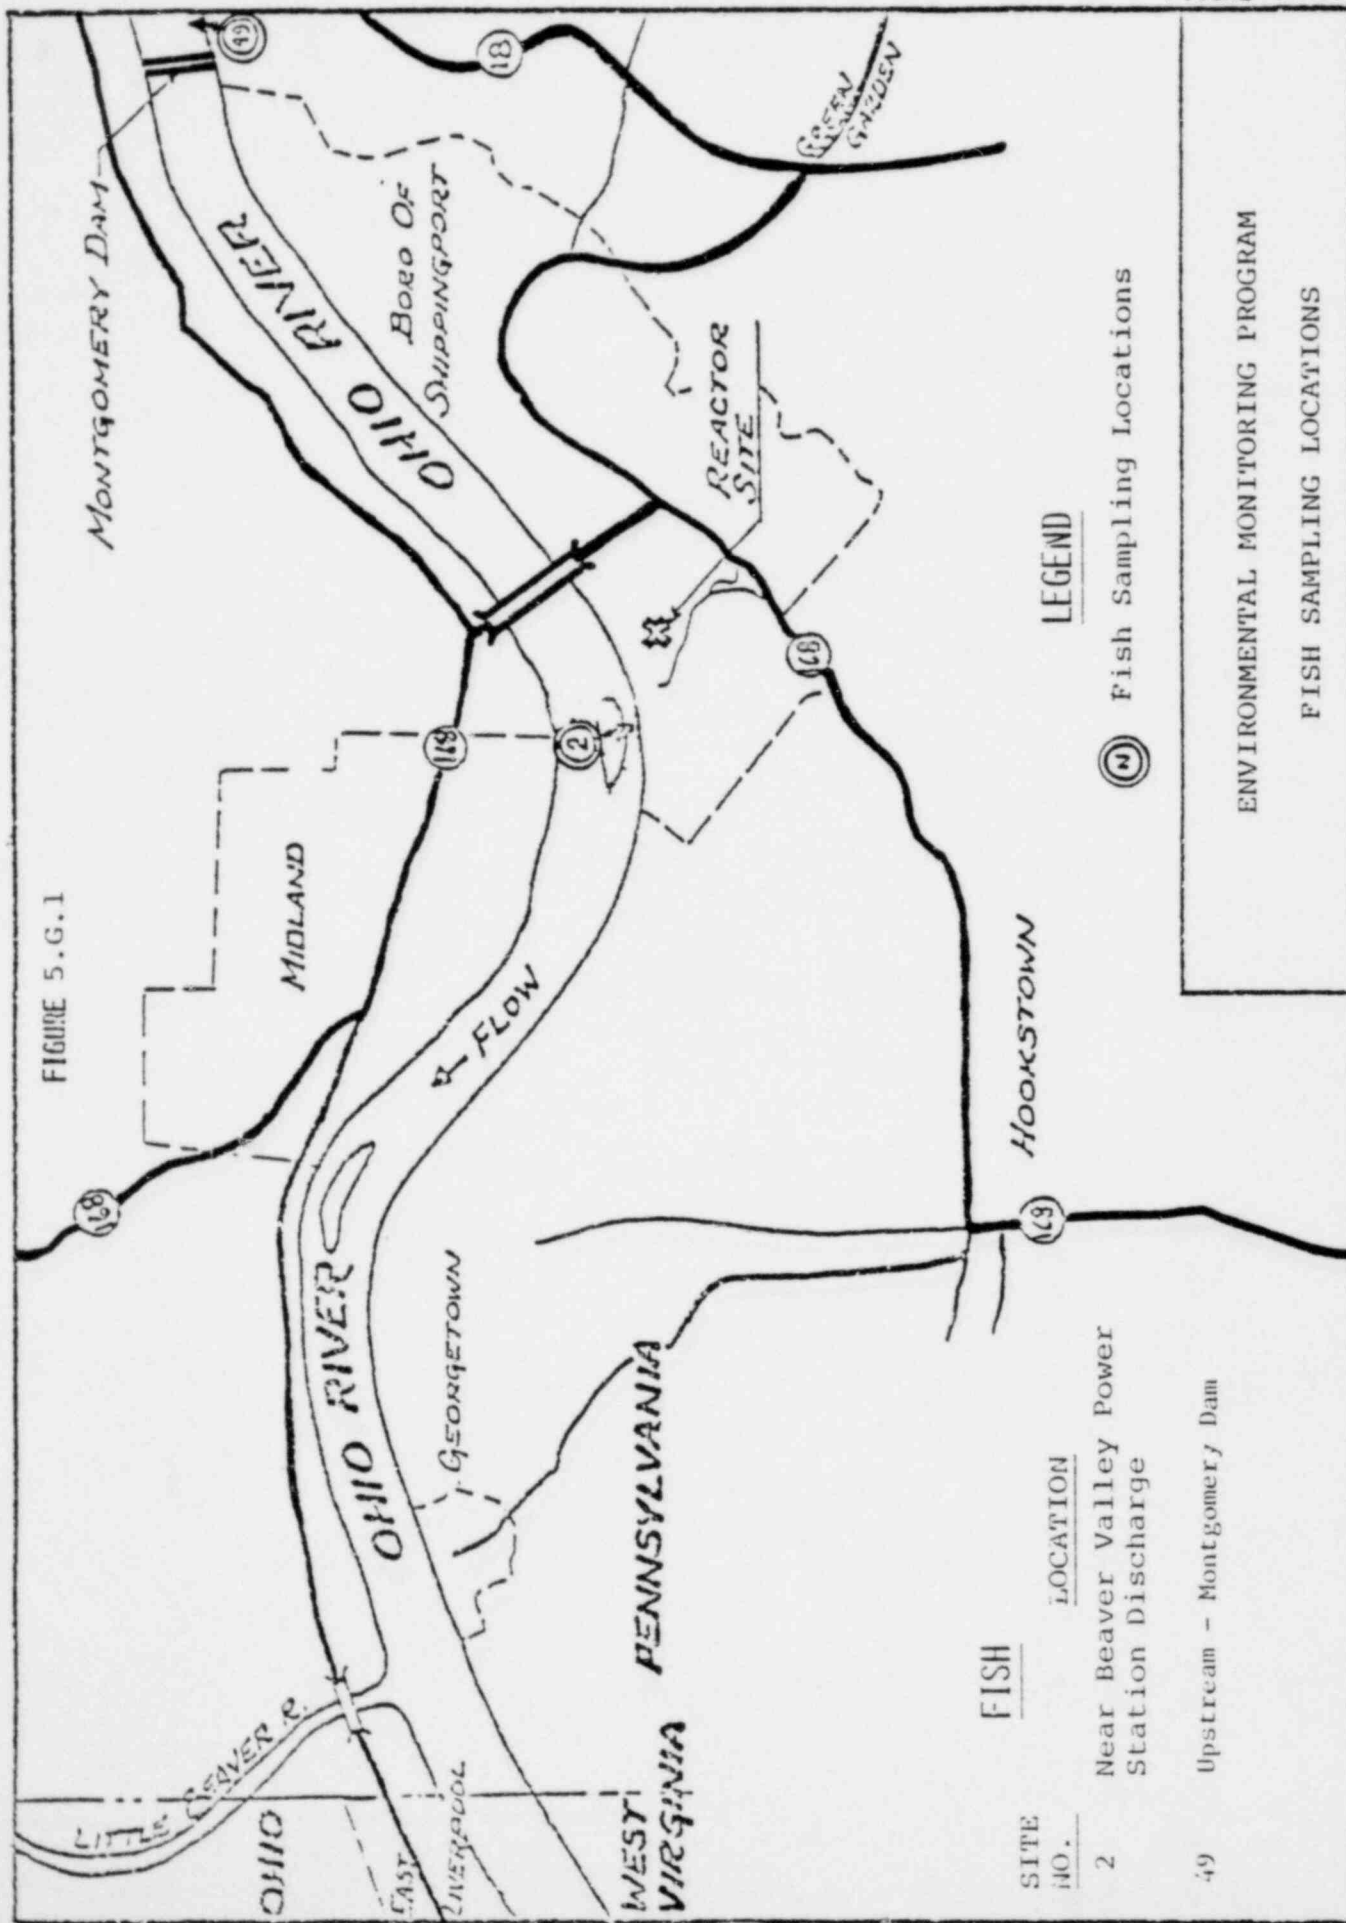 FIGURE 5.G.1
MONTGOMERY DAM
49
18
OHIO RIVER
BORO OF
SHIPPINGPORT
GREEN
GARDEN
MIDLAND
168
168
2
REACTOR
SITE
168
FLOW
168
HOOKSTOWN
OHIO RIVER
GEORGETOWN
LITTLE BEAVER R.
OHIO
EAST
LIVERPOOL
WEST
VIRGINIA
PENNSYLVANIA
LEGEND
N Fish Sampling Locations
FISH
SITE
NO.
LOCATION
2 Near Beaver Valley Power
Station Discharge
49 Upstream - Montgomery Dam
ENVIRONMENTAL MONITORING PROGRAM
FISH SAMPLING LOCATIONS